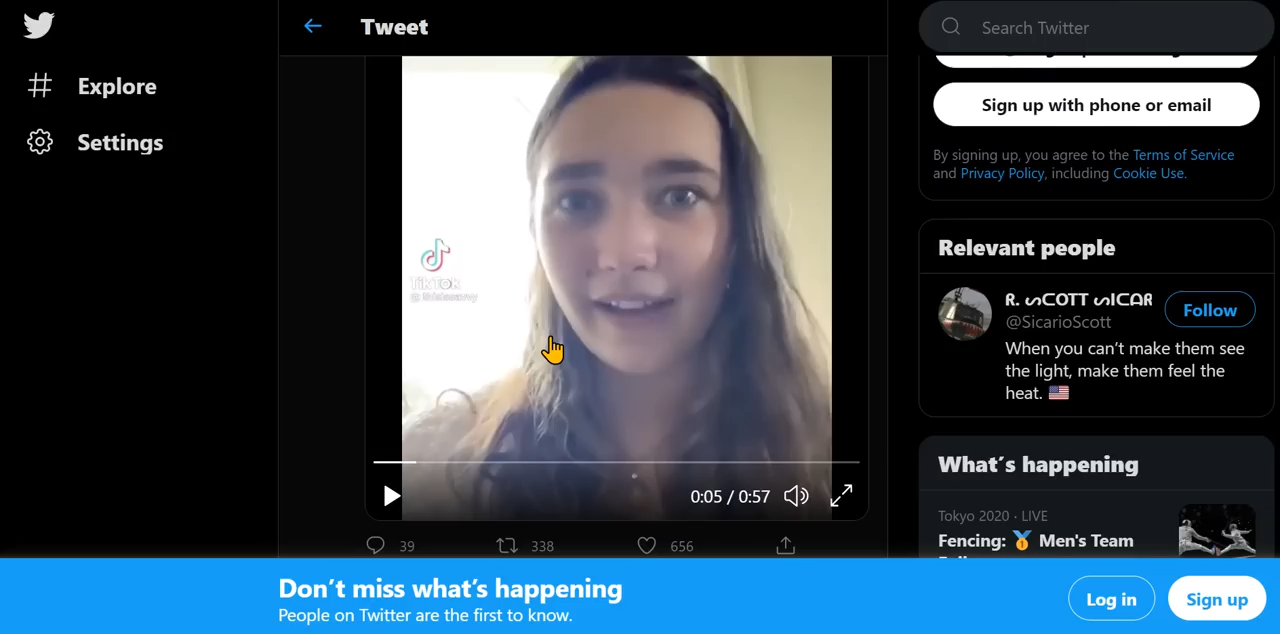 Tweet
Search Twitter
Explore
Settings
Sign up with phone or email
By signing up, you agree to the Terms of Service
and Privacy Policy, including Cookie Use.
TikTok
Relevant people
R. ᔕCOTT ᔕICAR
@SicarioScott
Follow
When you can't make them see
the light, make them feel the
heat.
0:05 / 0:57
39
338
656
What's happening
Tokyo 2020 · LIVE
Fencing: 🥇 Men's Team
Don't miss what's happening
People on Twitter are the first to know.
Log in
Sign up